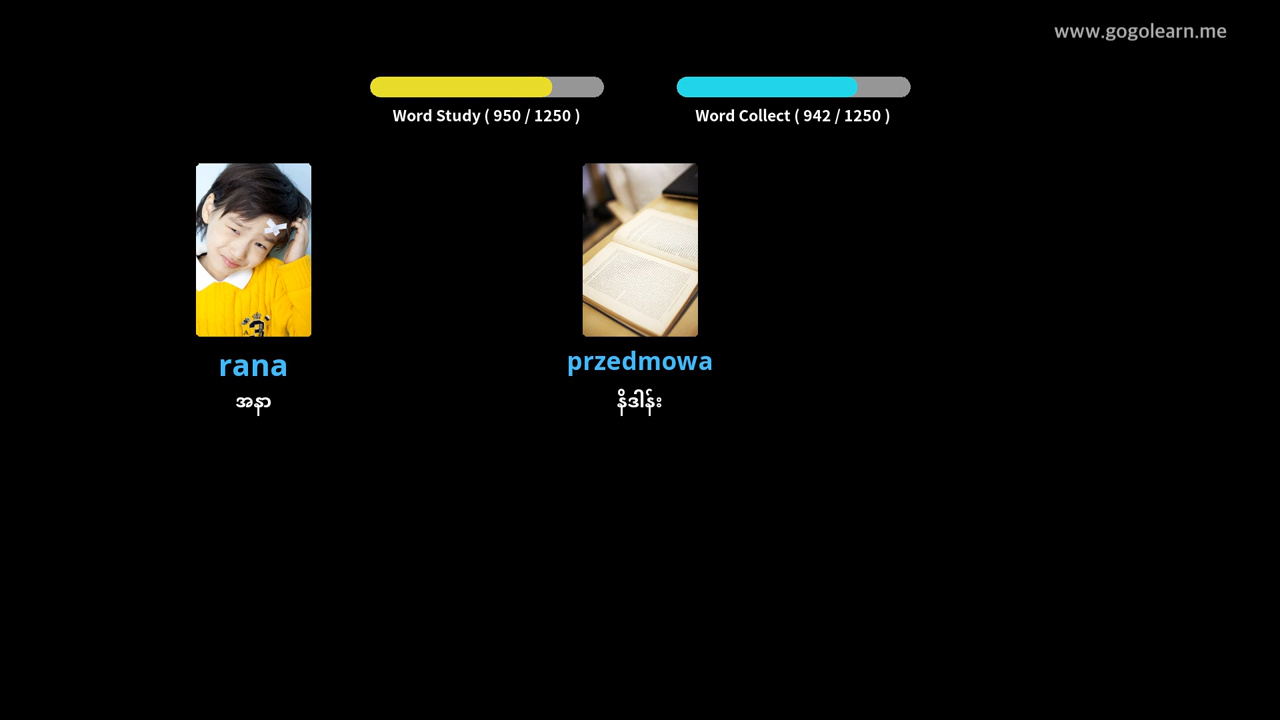 www.gogolearn.me
Word Study ( 950 / 1250 )
Word Collect ( 942 / 1250 )
rana
အနာ
przedmowa
နိဒါန်း